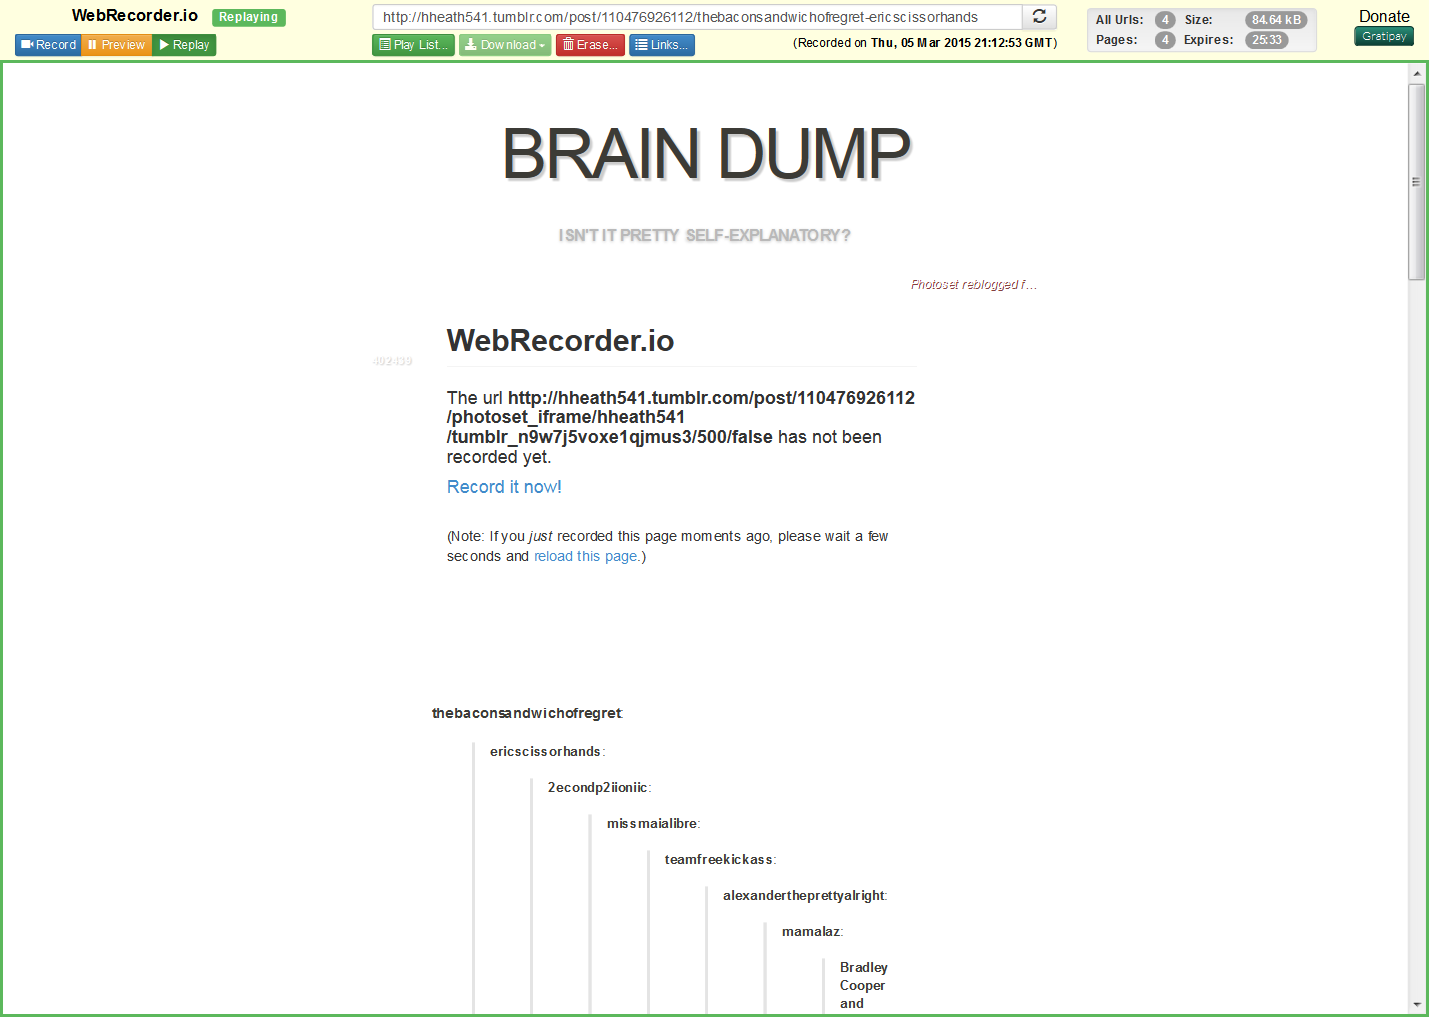 WebRecorder.io Replaying
Record Preview Replay
http://hheath541.tumblr.com/post/110476926112/thebaconsandwichofregret-ericscissorhands
Play List... Download Erase... Links... (Recorded on Thu, 05 Mar 2015 21:12:53 GMT)
All Urls: 4 Size: 84.64 kB
Pages: 4 Expires: 25:33
Donate
Gratipay
BRAIN DUMP
ISN'T IT PRETTY SELF-EXPLANATORY?
Photoset reblogged f...
402439
WebRecorder.io
The url http://hheath541.tumblr.com/post/110476926112
/photoset_iframe/hheath541
/tumblr_n9w7j5voxe1qjmus3/500/false has not been
recorded yet.
Record it now!
(Note: If you just recorded this page moments ago, please wait a few
seconds and reload this page.)
thebaconsandwichofregret:
ericscissorhands:
2econdp2iioniic:
missmaialibre:
teamfreekickass:
alexandertheprettyalright:
mamalaz:
Bradley
Cooper
and